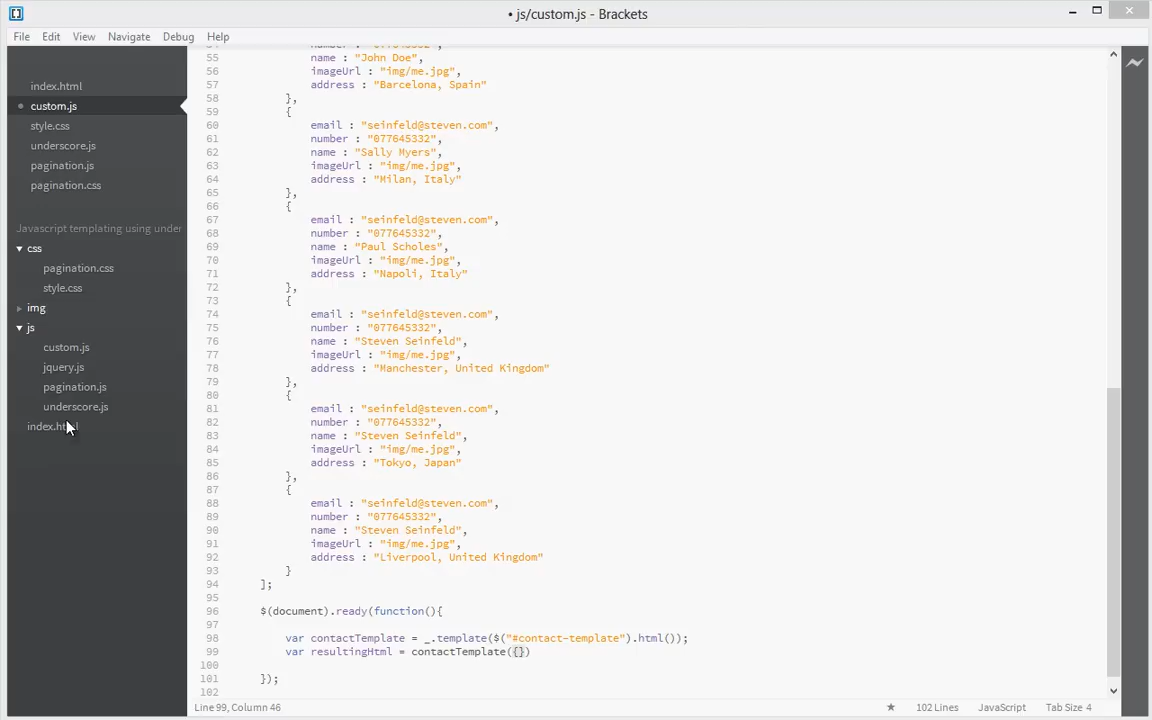 • js/custom.js - Brackets
File Edit View Navigate Debug Help
index.html
custom.js
style.css
underscore.js
pagination.js
pagination.css
Javascript templating using under
css
pagination.css
style.css
img
js
custom.js
jquery.js
pagination.js
underscore.js
index.html
55 name : "John Doe",
56 imageUrl : "img/me.jpg",
57 address : "Barcelona, Spain"
58 },
59 {
60 email : "seinfeld@steven.com",
61 number : "077645332",
62 name : "Sally Myers",
63 imageUrl : "img/me.jpg",
64 address : "Milan, Italy"
65 },
66 {
67 email : "seinfeld@steven.com",
68 number : "077645332",
69 name : "Paul Scholes",
70 imageUrl : "img/me.jpg",
71 address : "Napoli, Italy"
72 },
73 {
74 email : "seinfeld@steven.com",
75 number : "077645332",
76 name : "Steven Seinfeld",
77 imageUrl : "img/me.jpg",
78 address : "Manchester, United Kingdom"
79 },
80 {
81 email : "seinfeld@steven.com",
82 number : "077645332",
83 name : "Steven Seinfeld",
84 imageUrl : "img/me.jpg",
85 address : "Tokyo, Japan"
86 },
87 {
88 email : "seinfeld@steven.com",
89 number : "077645332",
90 name : "Steven Seinfeld",
91 imageUrl : "img/me.jpg",
92 address : "Liverpool, United Kingdom"
93 }
94 ];
95
96 $(document).ready(function(){
97
98 var contactTemplate = _.template($("#contact-template").html());
99 var resultingHtml = contactTemplate({})
100
101 });
102
Line 99, Column 46 102 Lines JavaScript Tab Size 4